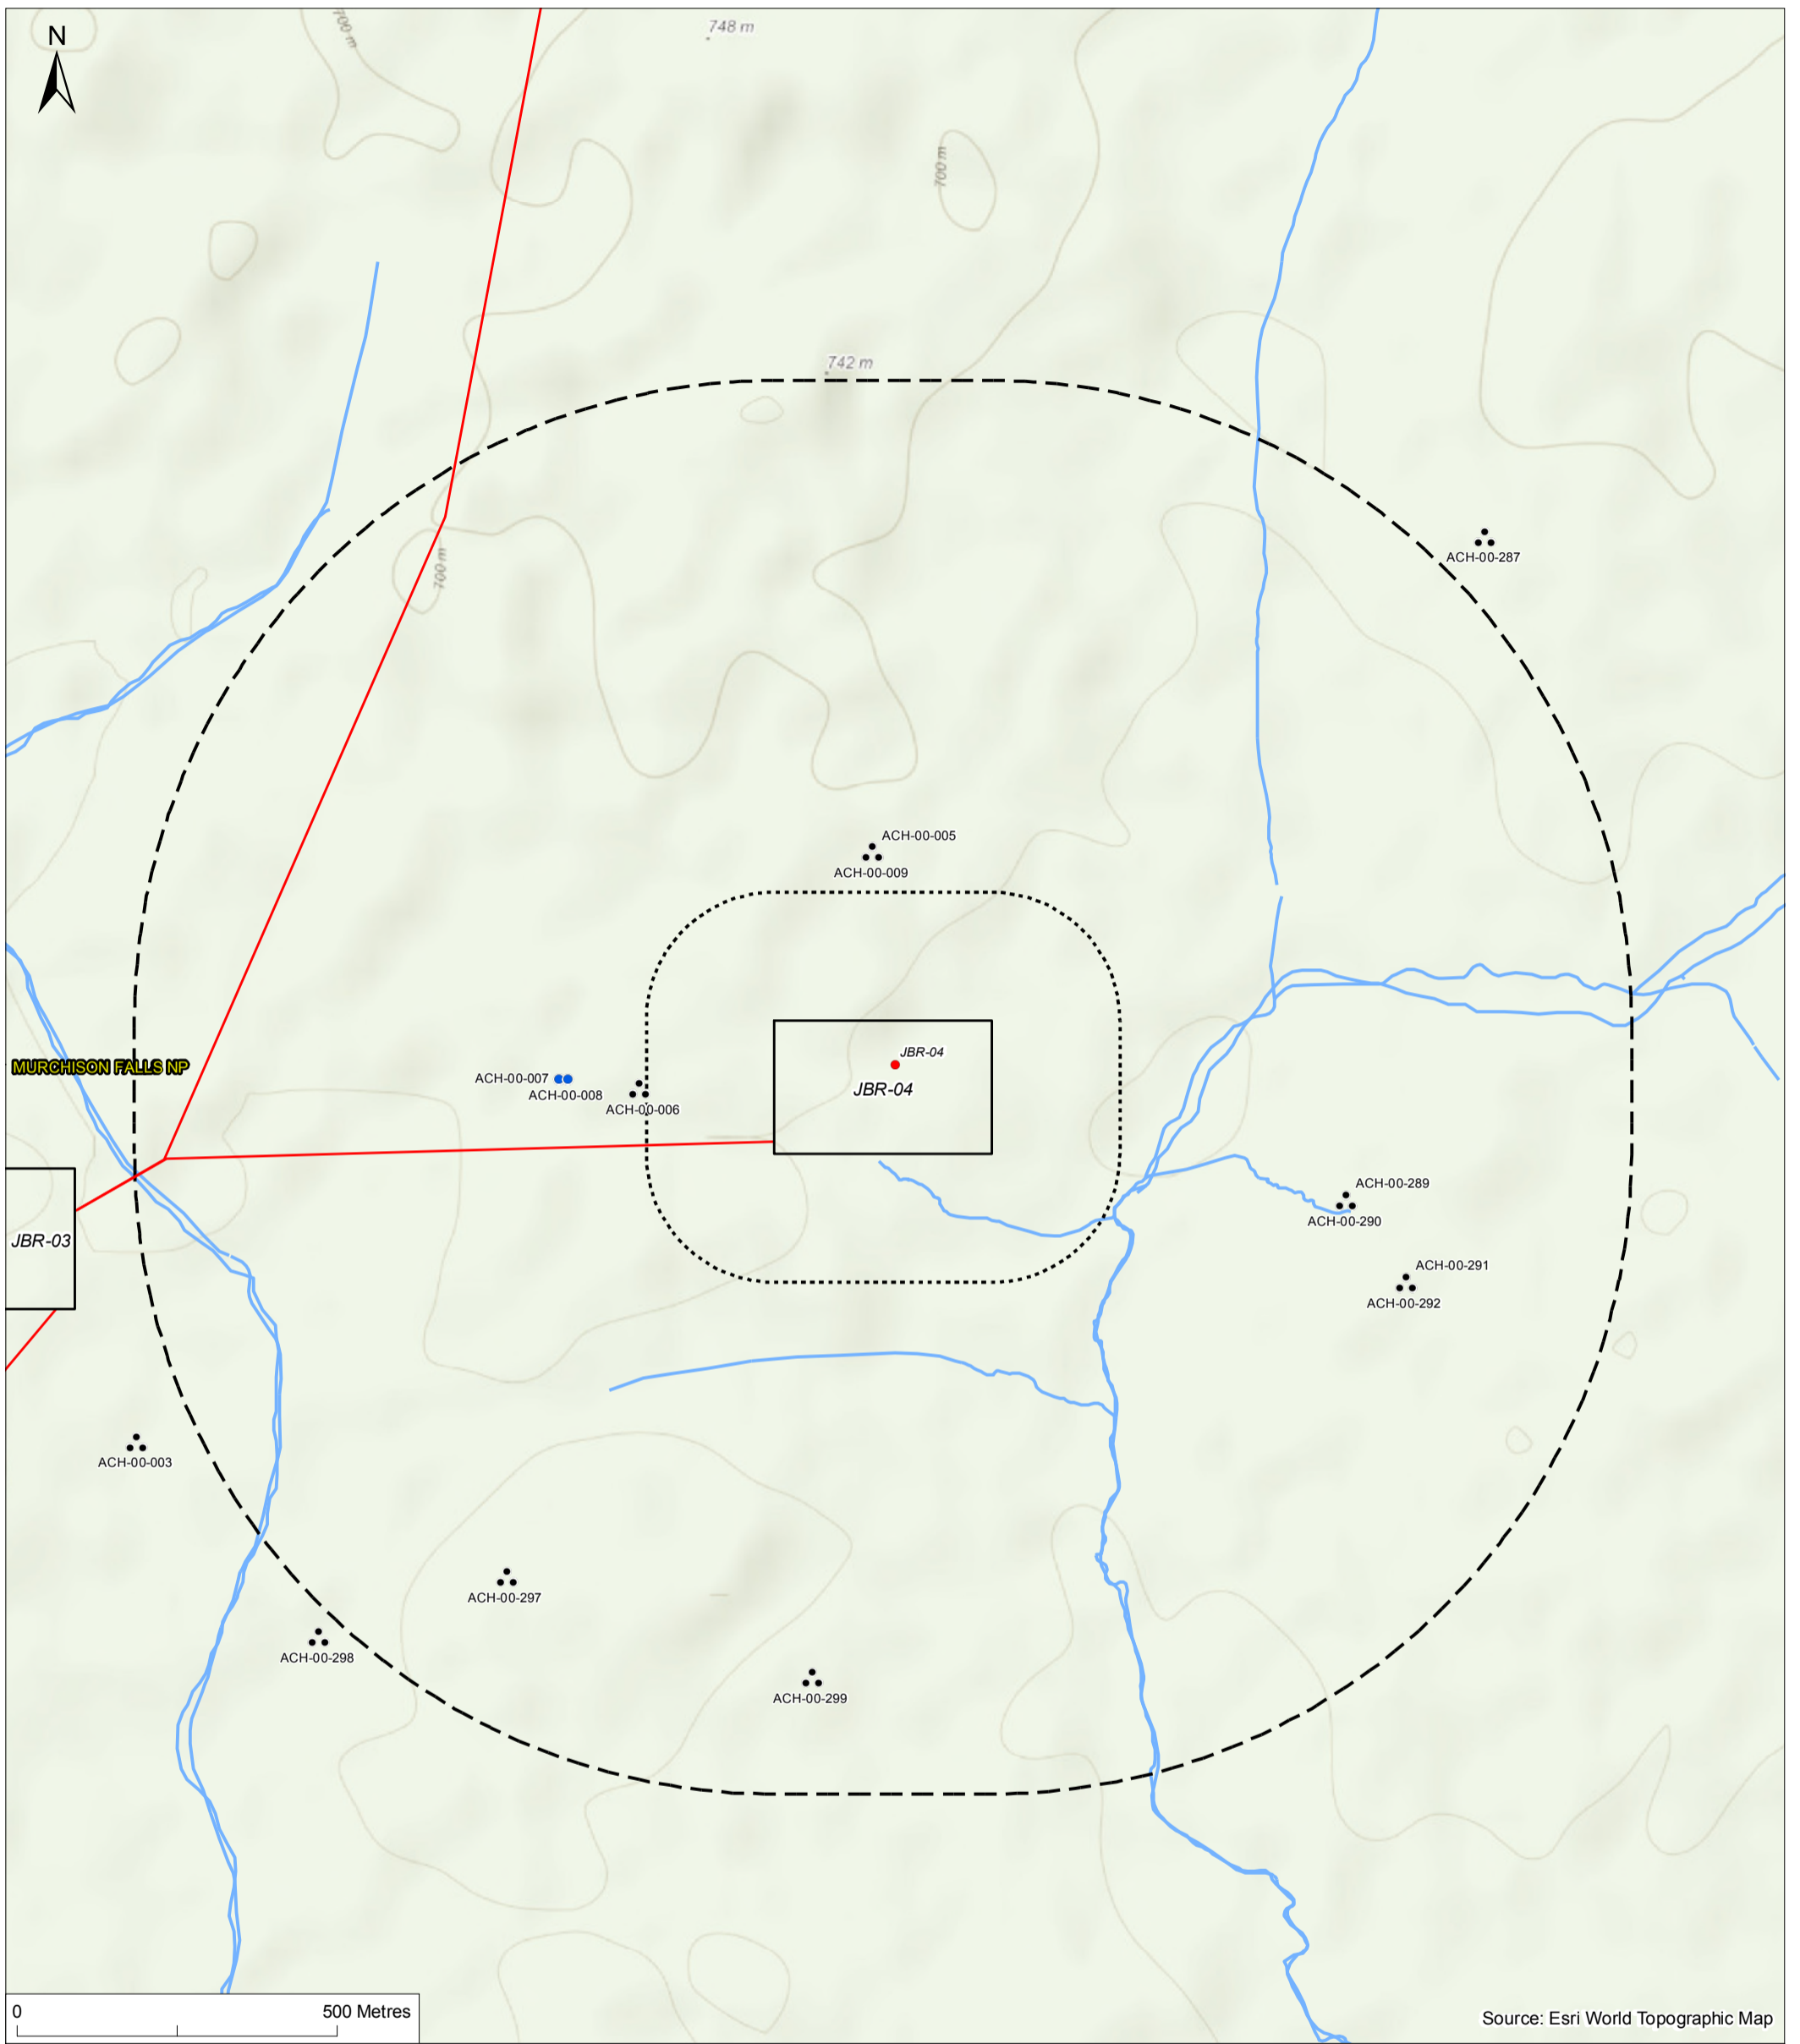 N
700 m
748 m
700 m
742 m
700 m
ACH-00-287
ACH-00-005
ACH-00-009
JBR-04
JBR-04
MURCHISON FALLS NP
ACH-00-007
ACH-00-008
ACH-00-006
ACH-00-289
ACH-00-290
JBR-03
ACH-00-291
ACH-00-292
ACH-00-003
ACH-00-297
ACH-00-298
ACH-00-299
0 500 Metres
Source: Esri World Topographic Map